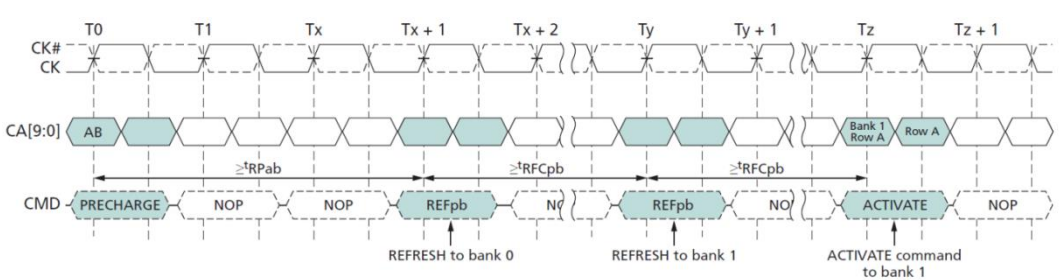 T0 T1 Tx Tx + 1 Tx + 2 Ty Ty + 1 Tz Tz + 1
CK#
CK
CA[9:0] AB Bank 1 Row A Row A
≥tRPab ≥tRFCpb ≥tRFCpb
CMD PRECHARGE NOP NOP REFpb NO REFpb NO ACTIVATE NOP
REFRESH to bank 0 REFRESH to bank 1 ACTIVATE command
to bank 1